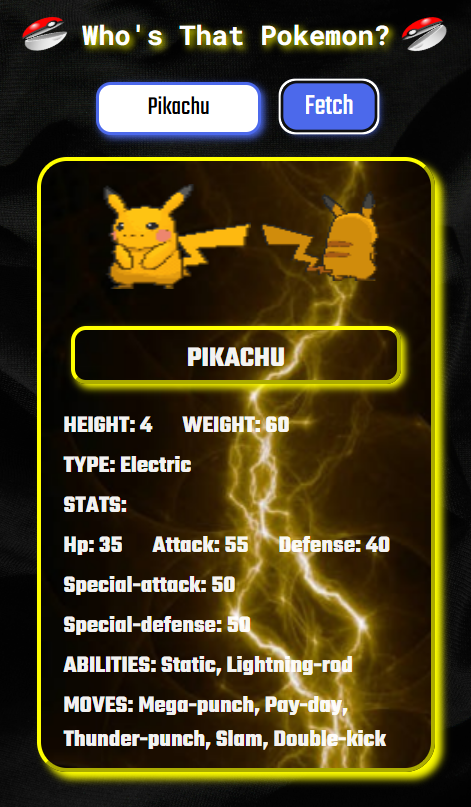 Who's That Pokemon?
Pikachu
Fetch
PIKACHU
HEIGHT: 4 WEIGHT: 60
TYPE: Electric
STATS:
Hp: 35 Attack: 55 Defense: 40
Special-attack: 50
Special-defense: 50
ABILITIES: Static, Lightning-rod
MOVES: Mega-punch, Pay-day,
Thunder-punch, Slam, Double-kick